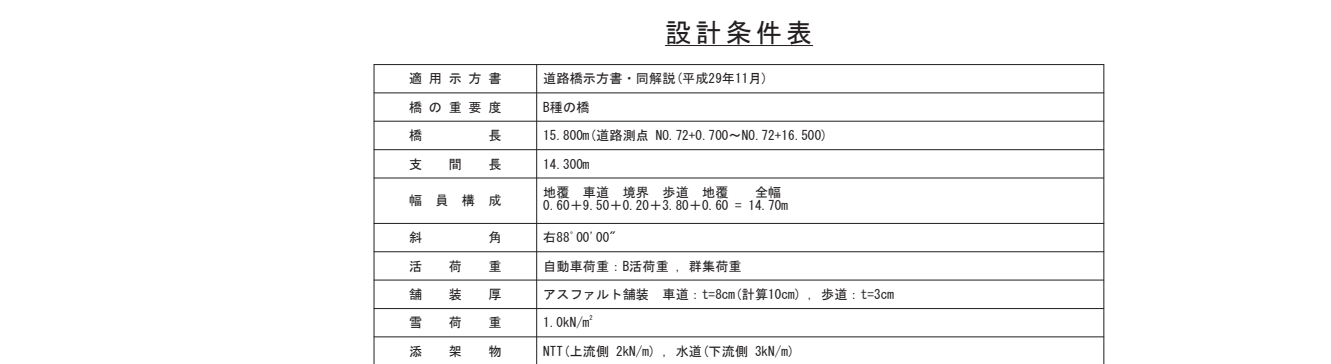 設計条件表
適用示方書 道路橋示方書・同解説(平成29年11月)
橋の重要度 B種の橋
橋長 15.800m(道路測点 NO.72+0.700～NO.72+16.500)
支間長 14.300m
幅員構成 地覆 車道 境界 歩道 地覆 全幅
0.60+9.50+0.20+3.80+0.60 = 14.70m
斜角 右88°00'00"
活荷重 自動車荷重：B活荷重 , 群集荷重
舗装厚 アスファルト舗装 車道：t=8cm(計算10cm) , 歩道：t=3cm
雪荷重 1.0kN/m²
添架物 NTT(上流側 2kN/m) , 水道(下流側 3kN/m)